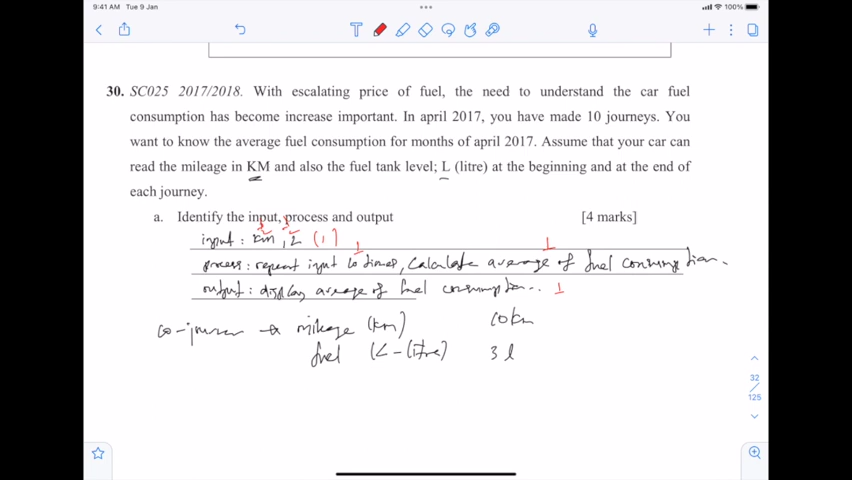 9:41 AM Tue 9 Jan
100%
30. SC025 2017/2018. With escalating price of fuel, the need to understand the car fuel
consumption has become increase important. In april 2017, you have made 10 journeys. You
want to know the average fuel consumption for months of april 2017. Assume that your car can
read the mileage in KM and also the fuel tank level; L (litre) at the beginning and at the end of
each journey.
a. Identify the input, process and output [4 marks]
input : km, L (1)
1 1
process : repeat input 10 times, calculate average of fuel consumption.
output : display average of fuel consumption. 1
10 - → mileage (km) 10 km
fuel (L - litre) 3 l
32
125